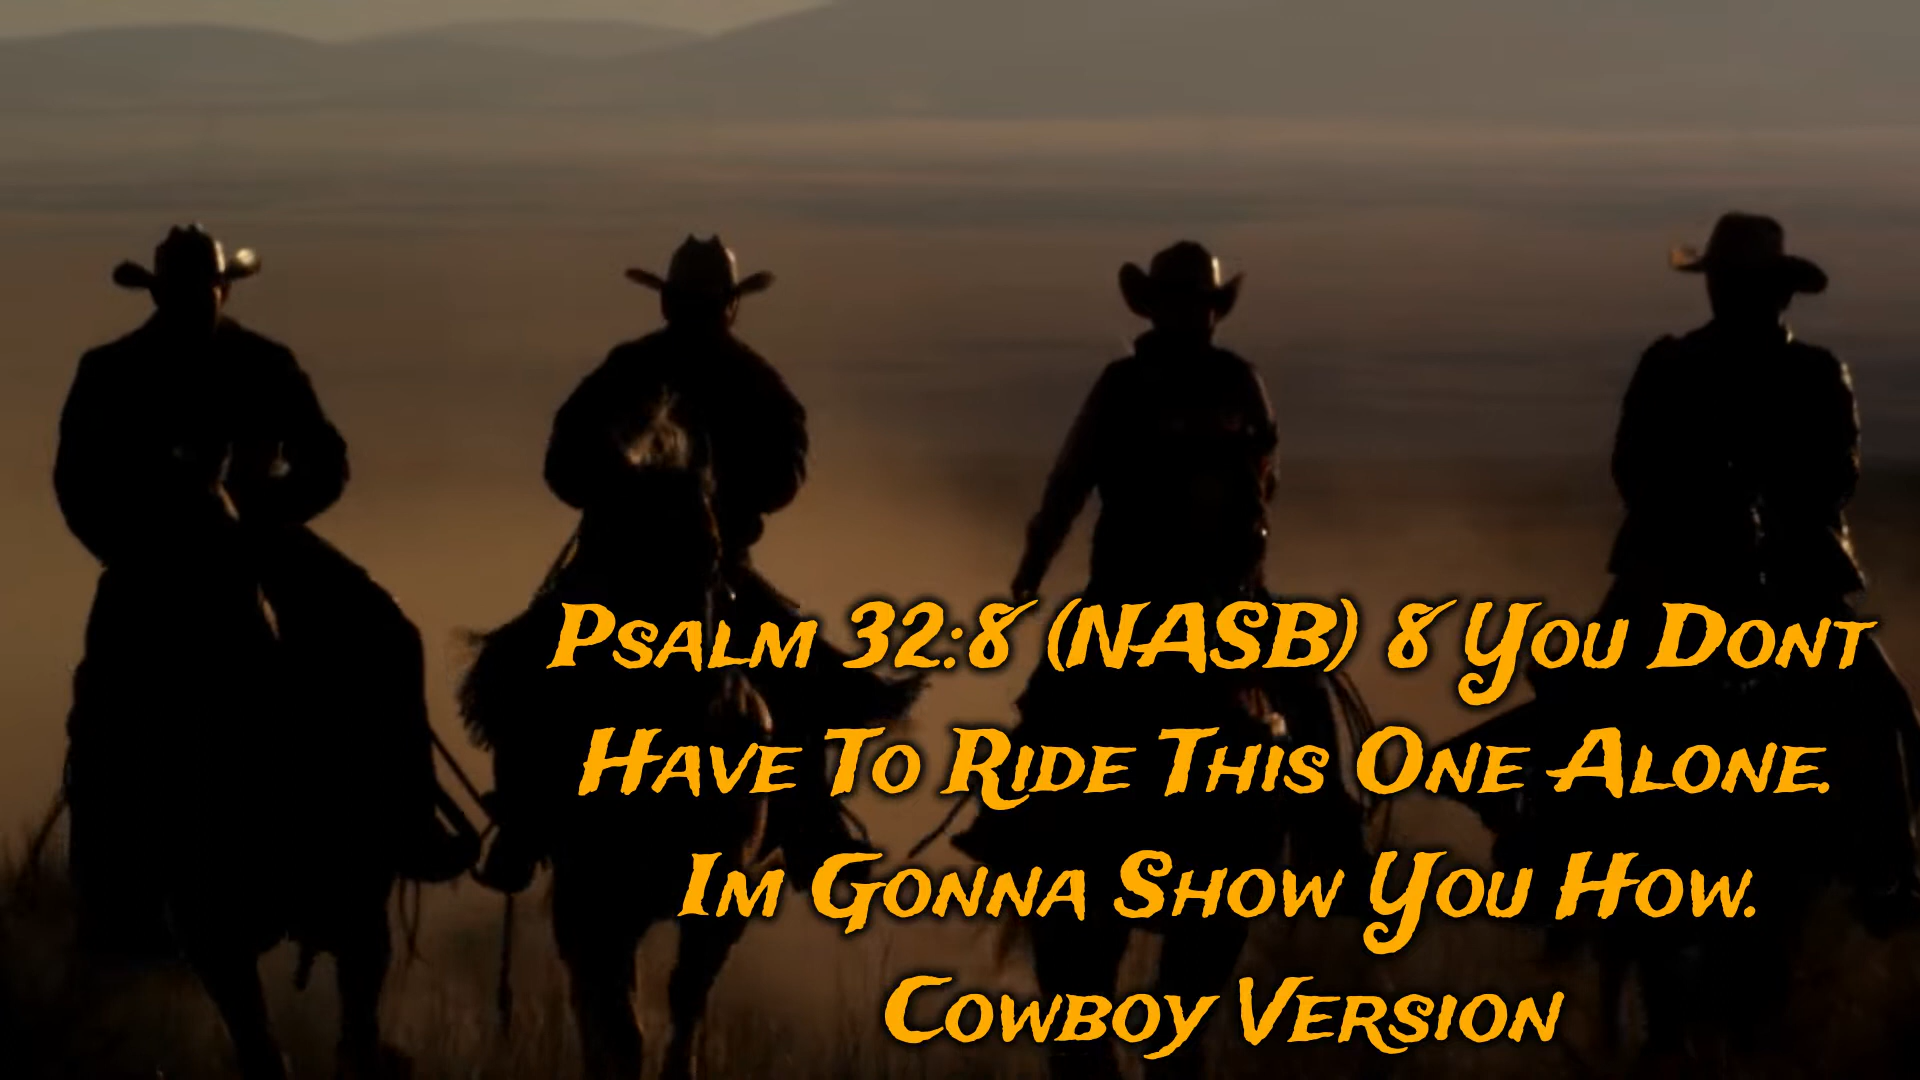 Psalm 32:8 (NASB) 8 You Dont
Have To Ride This One Alone.
Im Gonna Show You How.
Cowboy Version